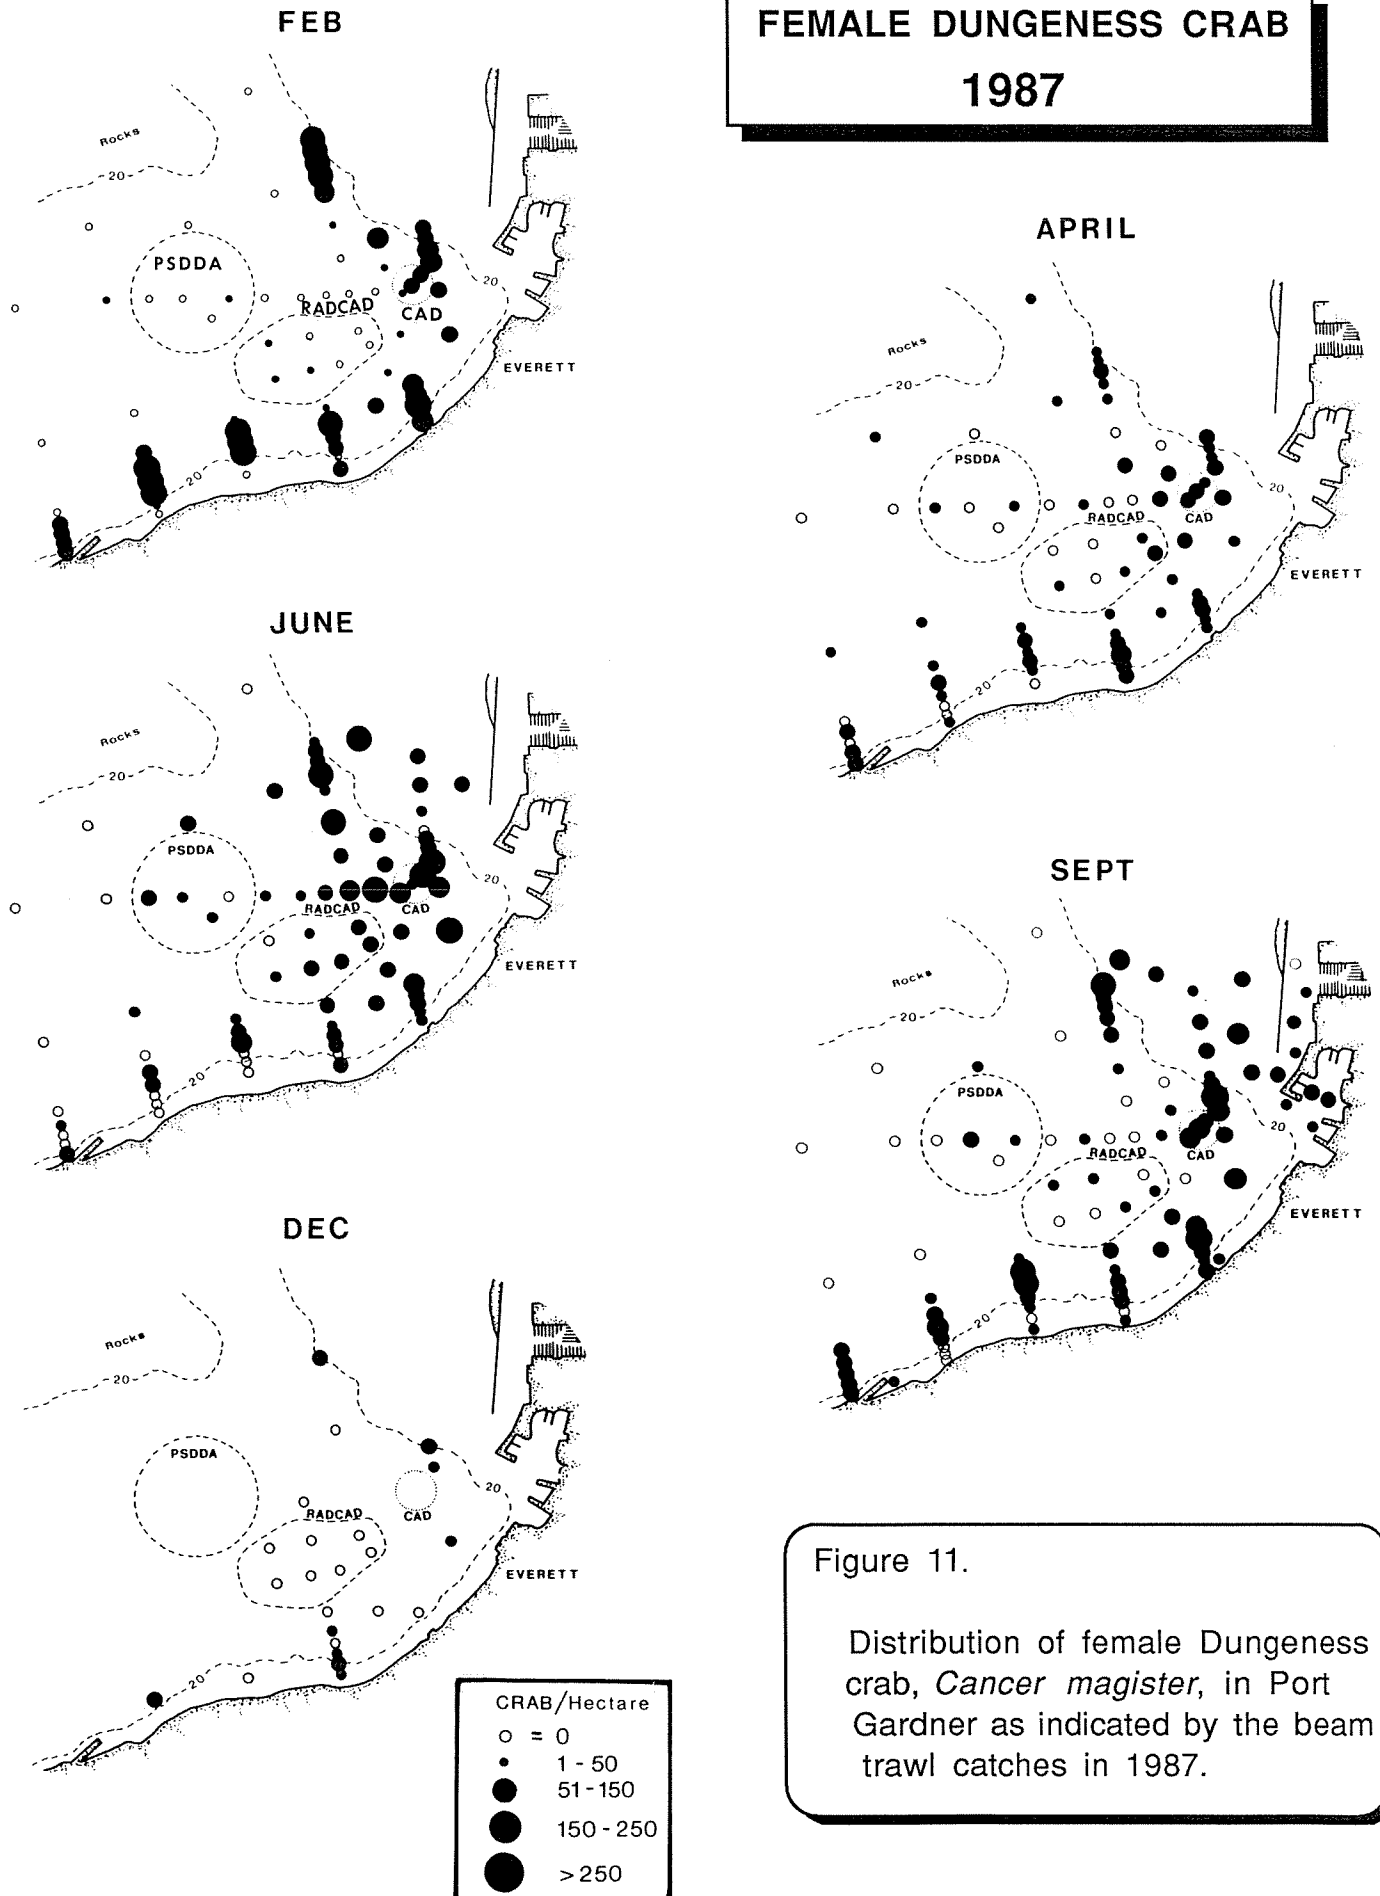 FEMALE DUNGENESS CRAB
1987
FEB
Rocks
20
PSDDA
RADCAD
CAD
20
EVERETT
20
APRIL
Rocks
20
PSDDA
RADCAD
CAD
20
EVERETT
20
JUNE
Rocks
20
PSDDA
RADCAD
CAD
20
EVERETT
20
SEPT
Rocks
20
PSDDA
RADCAD
CAD
20
EVERETT
20
DEC
Rocks
20
PSDDA
RADCAD
CAD
20
EVERETT
20
CRAB/Hectare
= 0
1 - 50
51-150
150 - 250
>250
Figure 11.
Distribution of female Dungeness
crab, Cancer magister, in Port
Gardner as indicated by the beam
trawl catches in 1987.